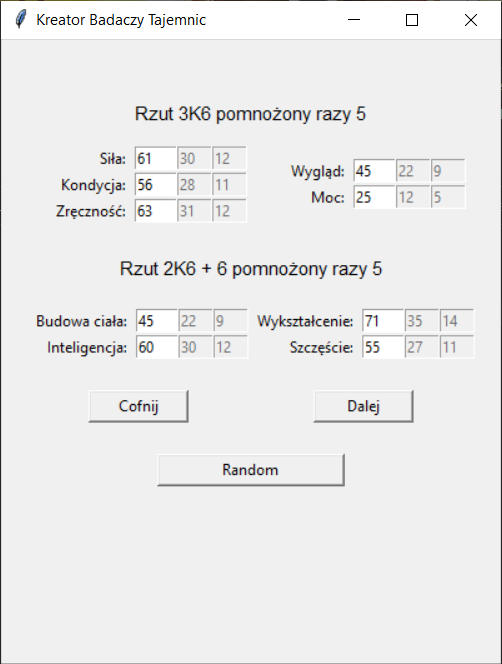 Kreator Badaczy Tajemnic
Rzut 3K6 pomnożony razy 5
Siła: 61 30 12
Kondycja: 56 28 11
Zręczność: 63 31 12
Wygląd: 45 22 9
Moc: 25 12 5
Rzut 2K6 + 6 pomnożony razy 5
Budowa ciała: 45 22 9 Wykształcenie: 71 35 14
Inteligencja: 60 30 12 Szczęście: 55 27 11
Cofnij Dalej
Random